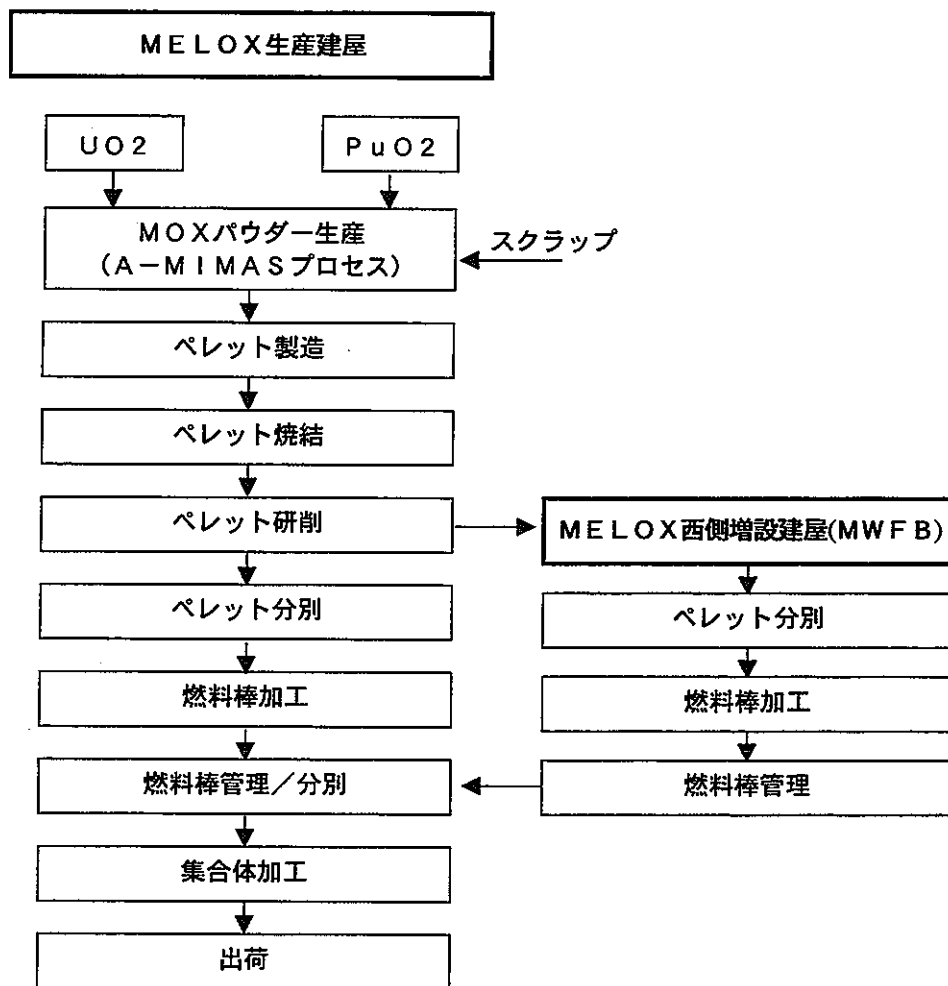 MELOX生産建屋
UO2
PuO2
MOXパウダー生産
(A-MIMASプロセス)
スクラップ
ペレット製造
ペレット焼結
ペレット研削
ペレット分別
燃料棒加工
燃料棒管理/分別
集合体加工
出荷
MELOX西側増設建屋(MWFB)
ペレット分別
燃料棒加工
燃料棒管理